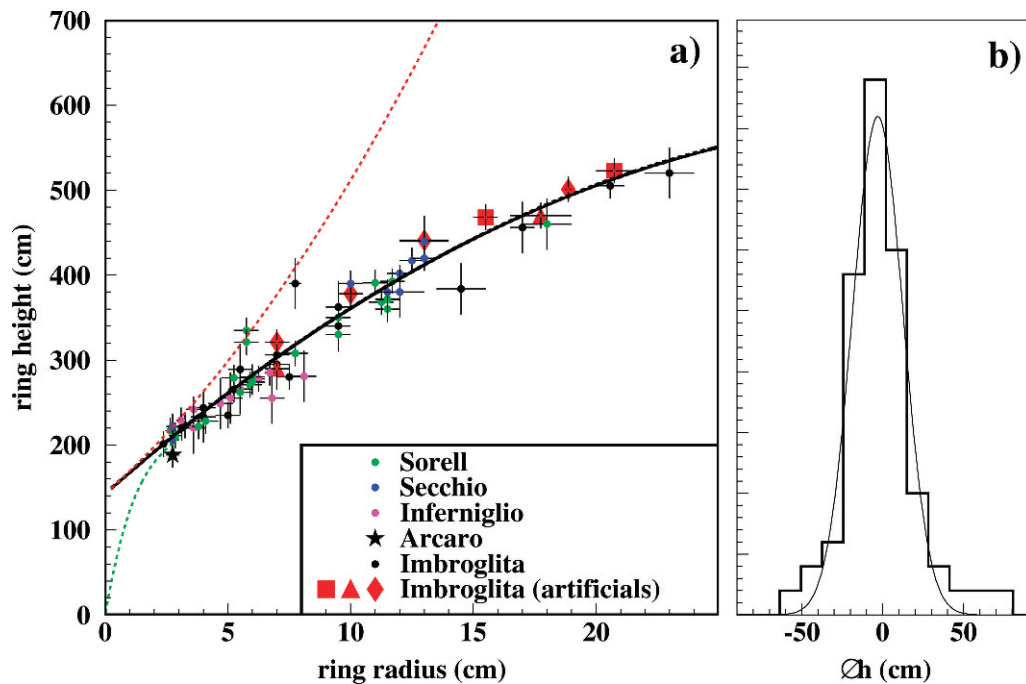 a)
b)
700
600
500
400
300
200
100
0
ring height (cm)
0 5 10 15 20
ring radius (cm)
Sorell
Secchio
Inferniglio
Arcaro
Imbroglita
Imbroglita (artificials)
-50 0 50
∅h (cm)